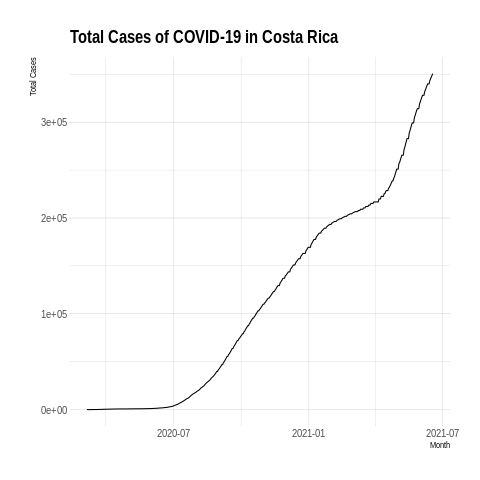 Total Cases of COVID-19 in Costa Rica
Total Cases
3e+05
2e+05
1e+05
0e+00
2020-07
2021-01
2021-07
Month